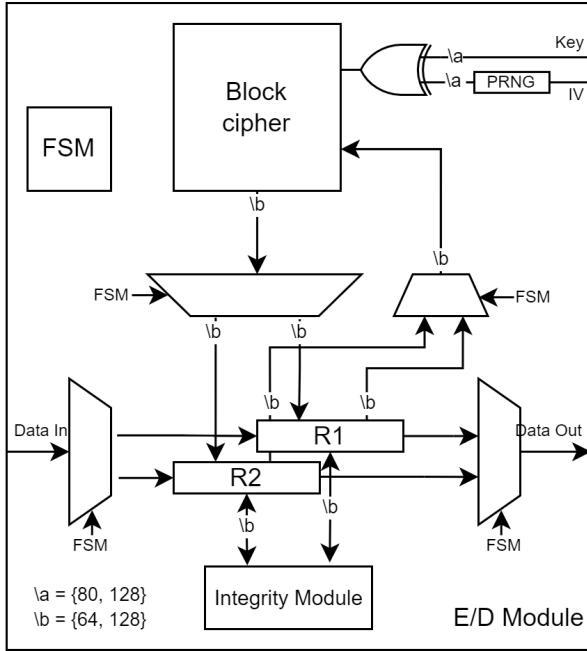 Key
\a
\a
PRNG
IV
Block
cipher
FSM
\b
\b
FSM
FSM
\b
\b
\b
\b
Data In
R1
Data Out
R2
\b
\b
FSM
FSM
Integrity Module
\a = {80, 128}
\b = {64, 128}
E/D Module